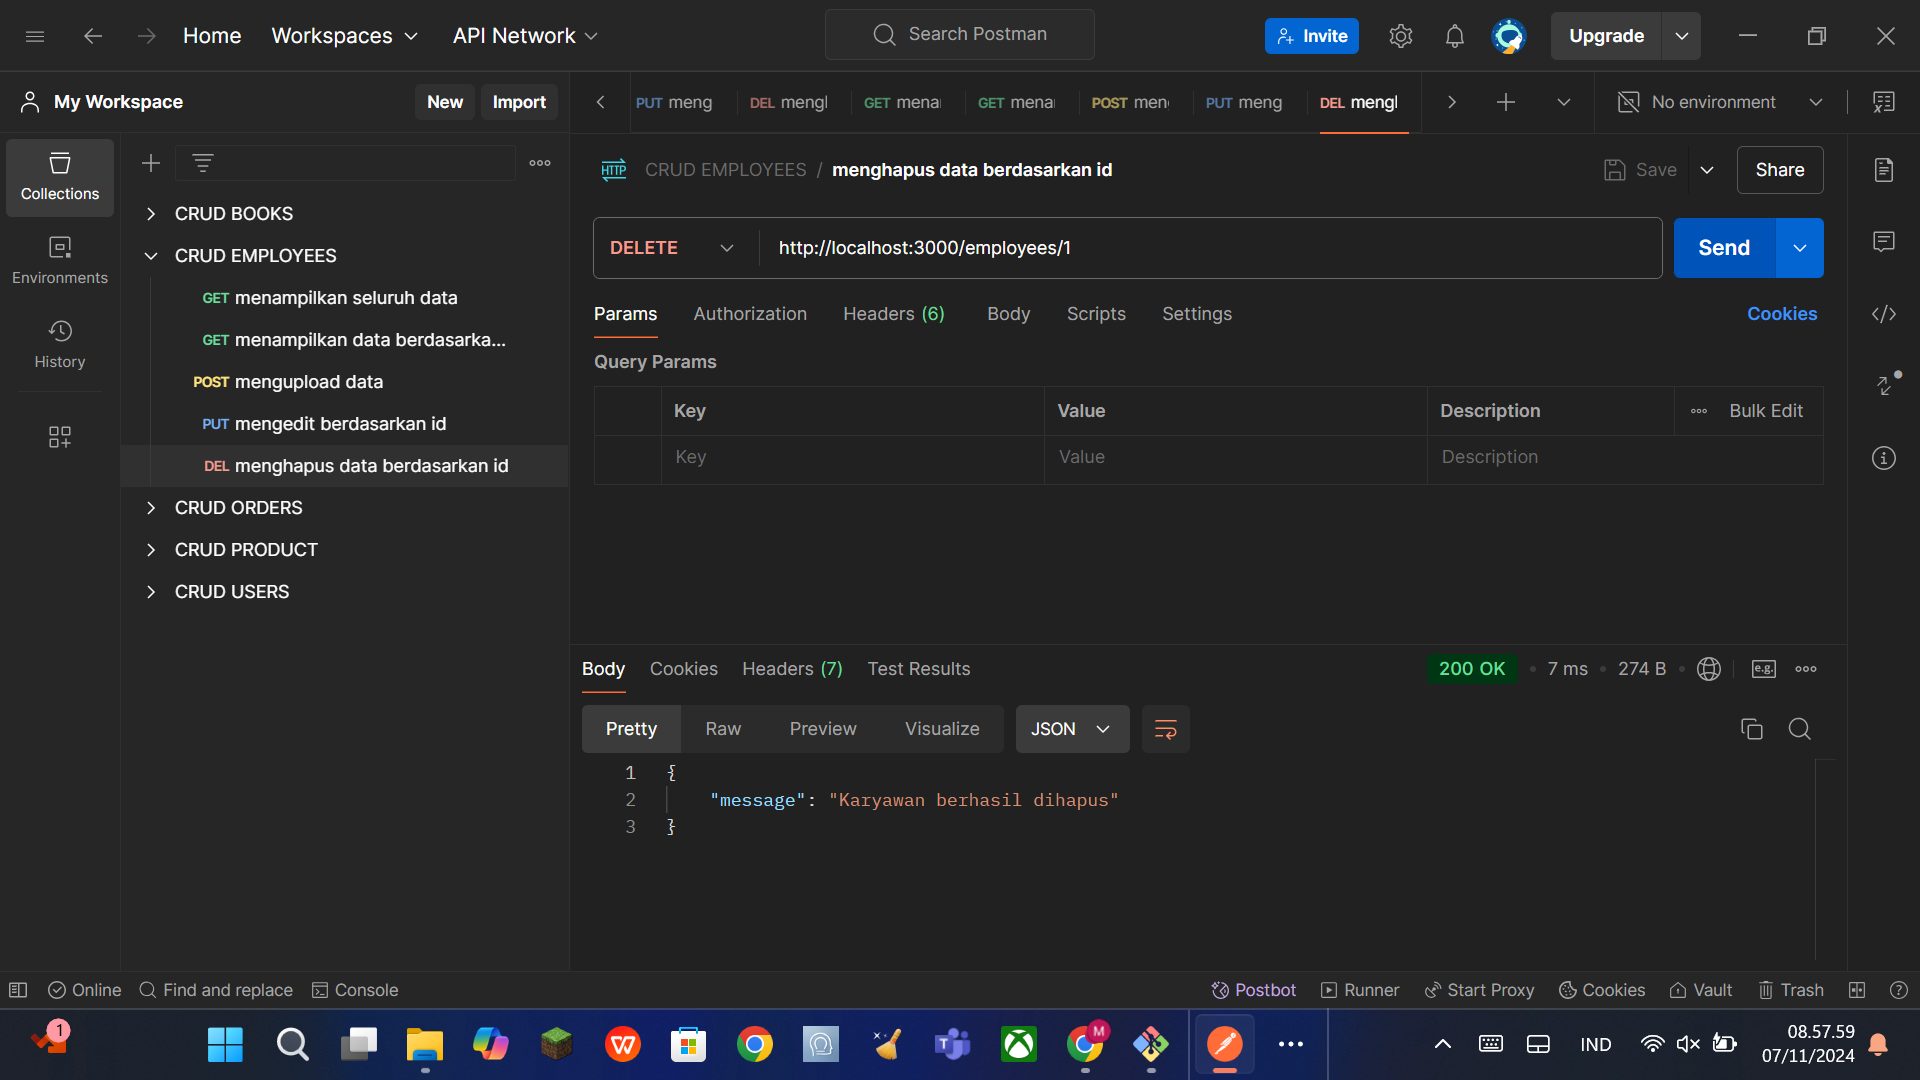 Home Workspaces API Network Search Postman Invite Upgrade
My Workspace New Import PUT meng DEL mengl GET mena GET mena POST men PUT meng DEL mengl No environment
Collections
Environments
History
CRUD BOOKS
CRUD EMPLOYEES
GET menampilkan seluruh data
GET menampilkan data berdasarka...
POST mengupload data
PUT mengedit berdasarkan id
DEL menghapus data berdasarkan id
CRUD ORDERS
CRUD PRODUCT
CRUD USERS
HTTP CRUD EMPLOYEES / menghapus data berdasarkan id Save Share
DELETE http://localhost:3000/employees/1 Send
Params Authorization Headers (6) Body Scripts Settings Cookies
Query Params
Key Value Description Bulk Edit
Key Value Description
Body Cookies Headers (7) Test Results 200 OK • 7 ms • 274 B • e.g.
Pretty Raw Preview Visualize JSON
1 {
2 "message": "Karyawan berhasil dihapus"
3 }
Online Find and replace Console Postbot Runner Start Proxy Cookies Vault Trash
1 M IND 08.57.59
07/11/2024